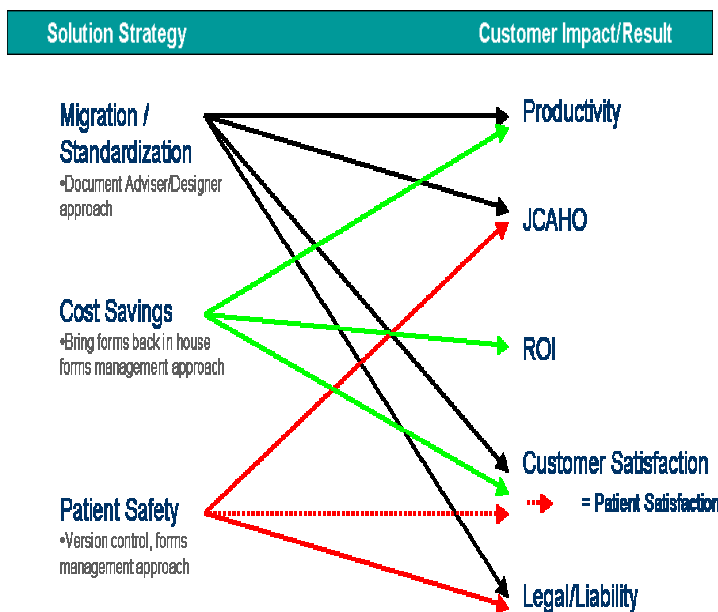 Solution Strategy
Customer Impact/Result
Migration /
Standardization
•Document Adviser/Designer
approach
Productivity
JCAHO
Cost Savings
•Bring forms back in house
forms management approach
ROI
Customer Satisfaction
= Patient Satisfaction
Patient Safety
•Version control, forms
management approach
Legal/Liability